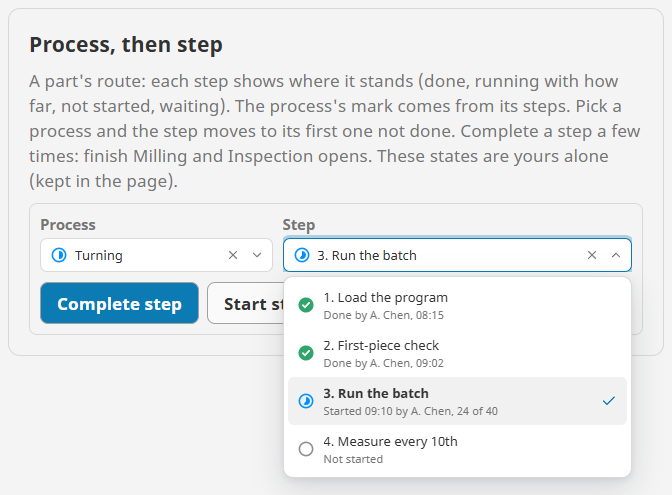 Process, then step
A part's route: each step shows where it stands (done, running with how
far, not started, waiting). The process's mark comes from its steps. Pick a
process and the step moves to its first one not done. Complete a step a few
times: finish Milling and Inspection opens. These states are yours alone
(kept in the page).
Process
Step
Turning
3. Run the batch
Complete step
Start
1. Load the program
Done by A. Chen, 08:15
2. First-piece check
Done by A. Chen, 09:02
3. Run the batch
Started 09:10 by A. Chen, 24 of 40
4. Measure every 10th
Not started